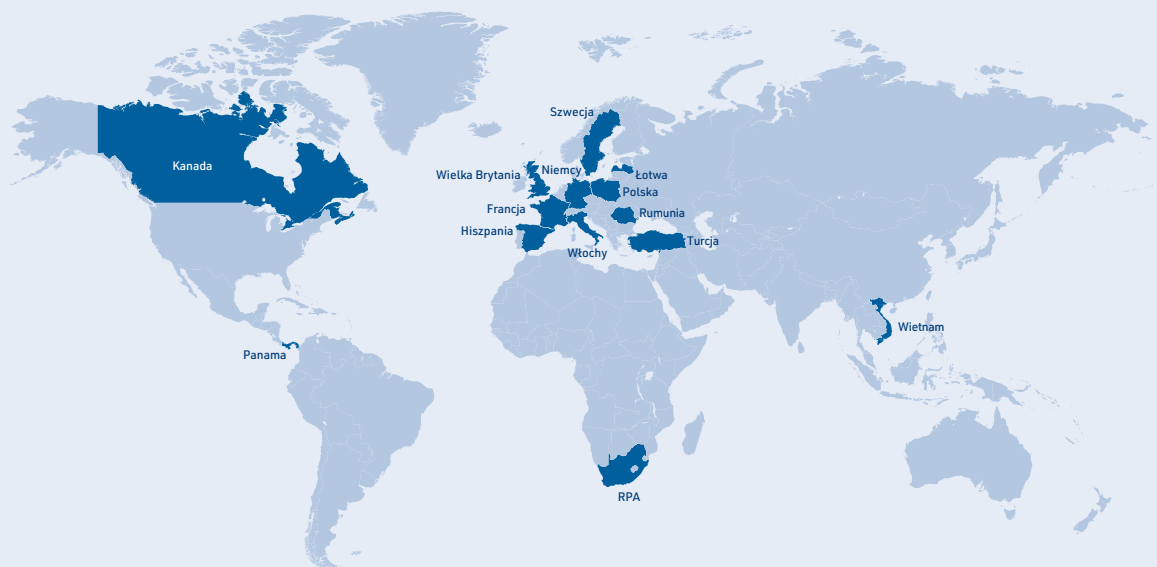 Szwecja
Kanada
Wielka Brytania
Niemcy
Łotwa
Polska
Francja
Rumunia
Hiszpania
Turcja
Włochy
Wietnam
Panama
RPA